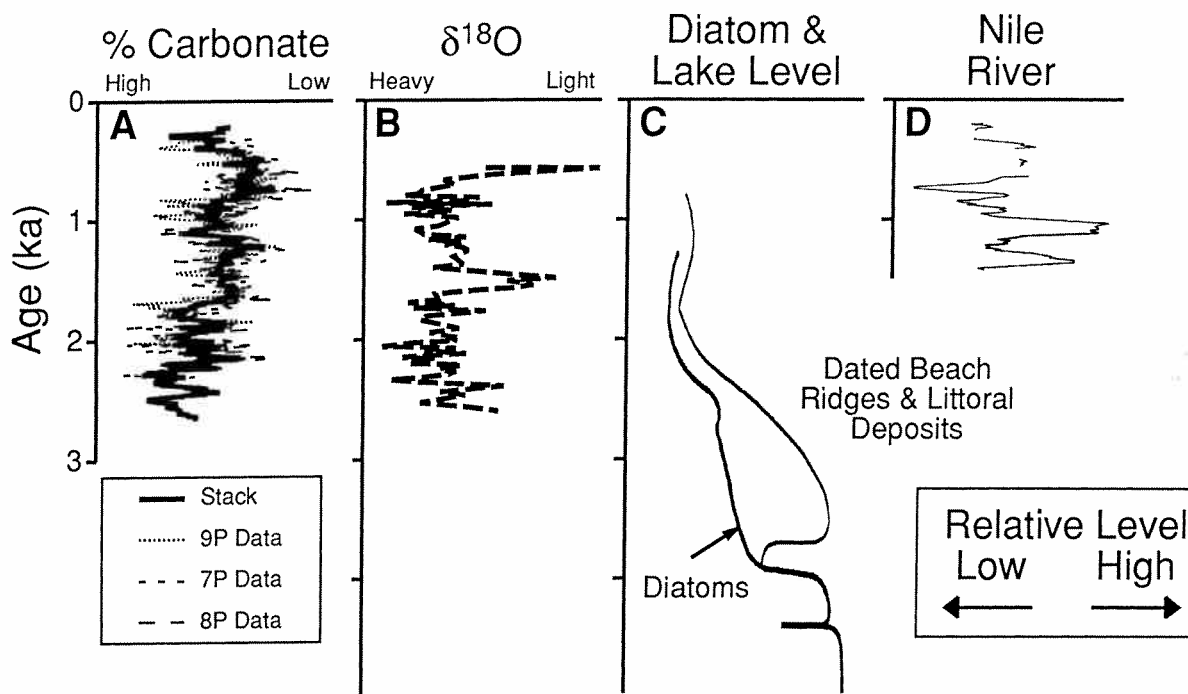 % Carbonate
High Low
δ18O
Heavy Light
Diatom &
Lake Level
Nile
River
A
B
C
D
Age (ka)
0
1
2
3
Dated Beach
Ridges & Littoral
Deposits
Diatoms
Stack
9P Data
7P Data
8P Data
Relative Level
Low High